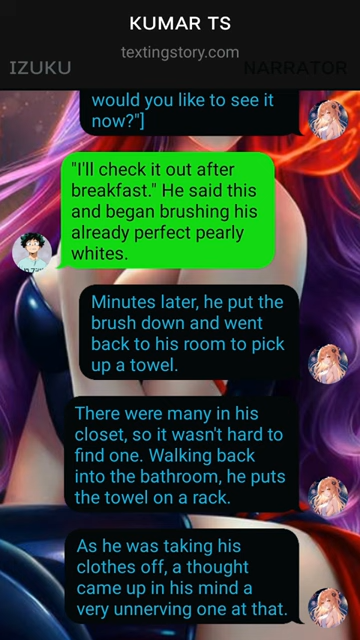 KUMAR TS
textingstory.com
IZUKU
NARRATOR
would you like to see it
now?"]
"I'll check it out after
breakfast." He said this
and began brushing his
already perfect pearly
whites.
Minutes later, he put the
brush down and went
back to his room to pick
up a towel.
There were many in his
closet, so it wasn't hard to
find one. Walking back
into the bathroom, he puts
the towel on a rack.
As he was taking his
clothes off, a thought
came up in his mind a
very unnerving one at that.